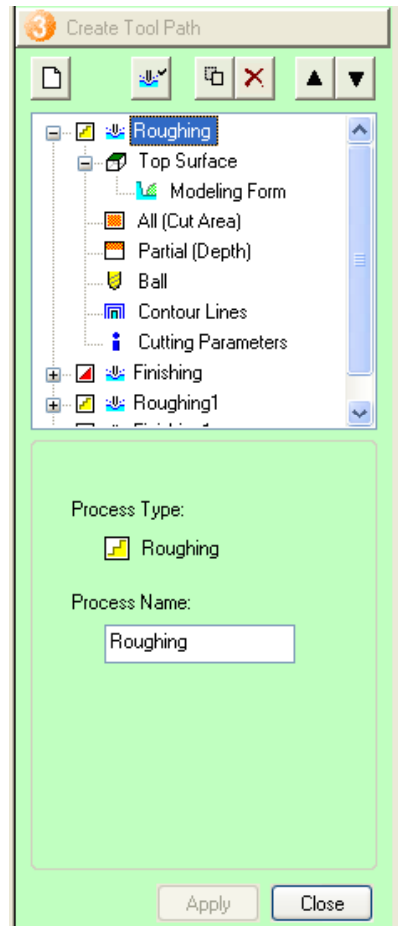 Create Tool Path
Roughing
Top Surface
Modeling Form
All (Cut Area)
Partial (Depth)
Ball
Contour Lines
Cutting Parameters
Finishing
Roughing1
Process Type:
Roughing
Process Name:
Roughing
Apply Close